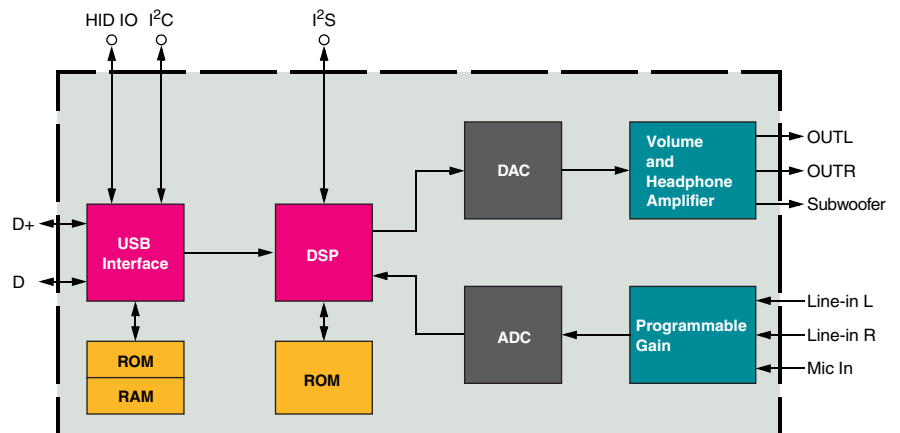 HID IO
I²C
I²S
D+
D
USB
Interface
ROM
RAM
DSP
ROM
DAC
ADC
Volume
and
Headphone
Amplifier
Programmable
Gain
OUTL
OUTR
Subwoofer
Line-in L
Line-in R
Mic In